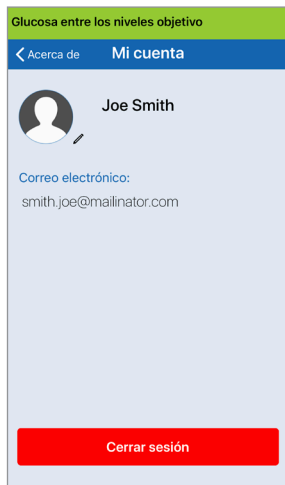 Glucosa entre los niveles objetivo
Acerca de Mi cuenta
Joe Smith
Correo electrónico:
smith.joe@mailinator.com
Cerrar sesión